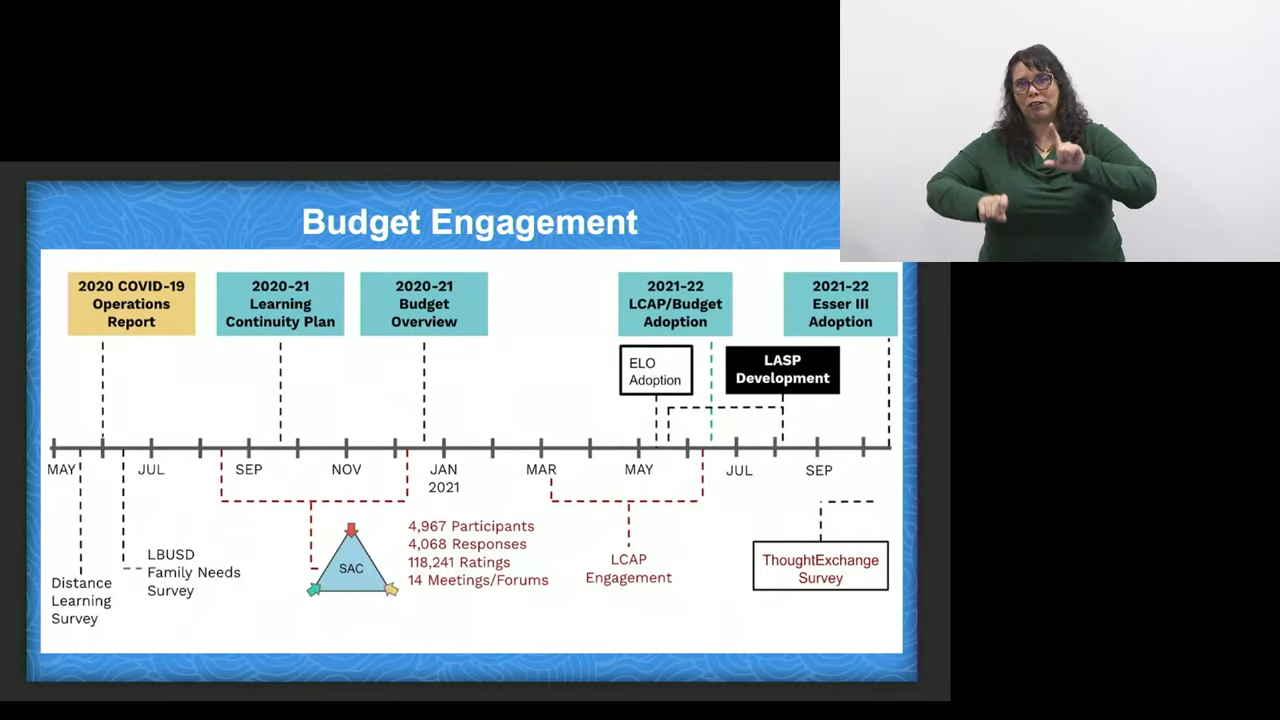 Budget Engagement
2020 COVID-19
Operations
Report
2020-21
Learning
Continuity Plan
2020-21
Budget
Overview
2021-22
LCAP/Budget
Adoption
2021-22
Esser III
Adoption
ELO
Adoption
LASP
Development
MAY
JUL
SEP
NOV
JAN
2021
MAR
MAY
JUL
SEP
Distance
Learning
Survey
LBUSD
Family Needs
Survey
SAC
4,967 Participants
4,068 Responses
118,241 Ratings
14 Meetings/Forums
LCAP
Engagement
ThoughtExchange
Survey